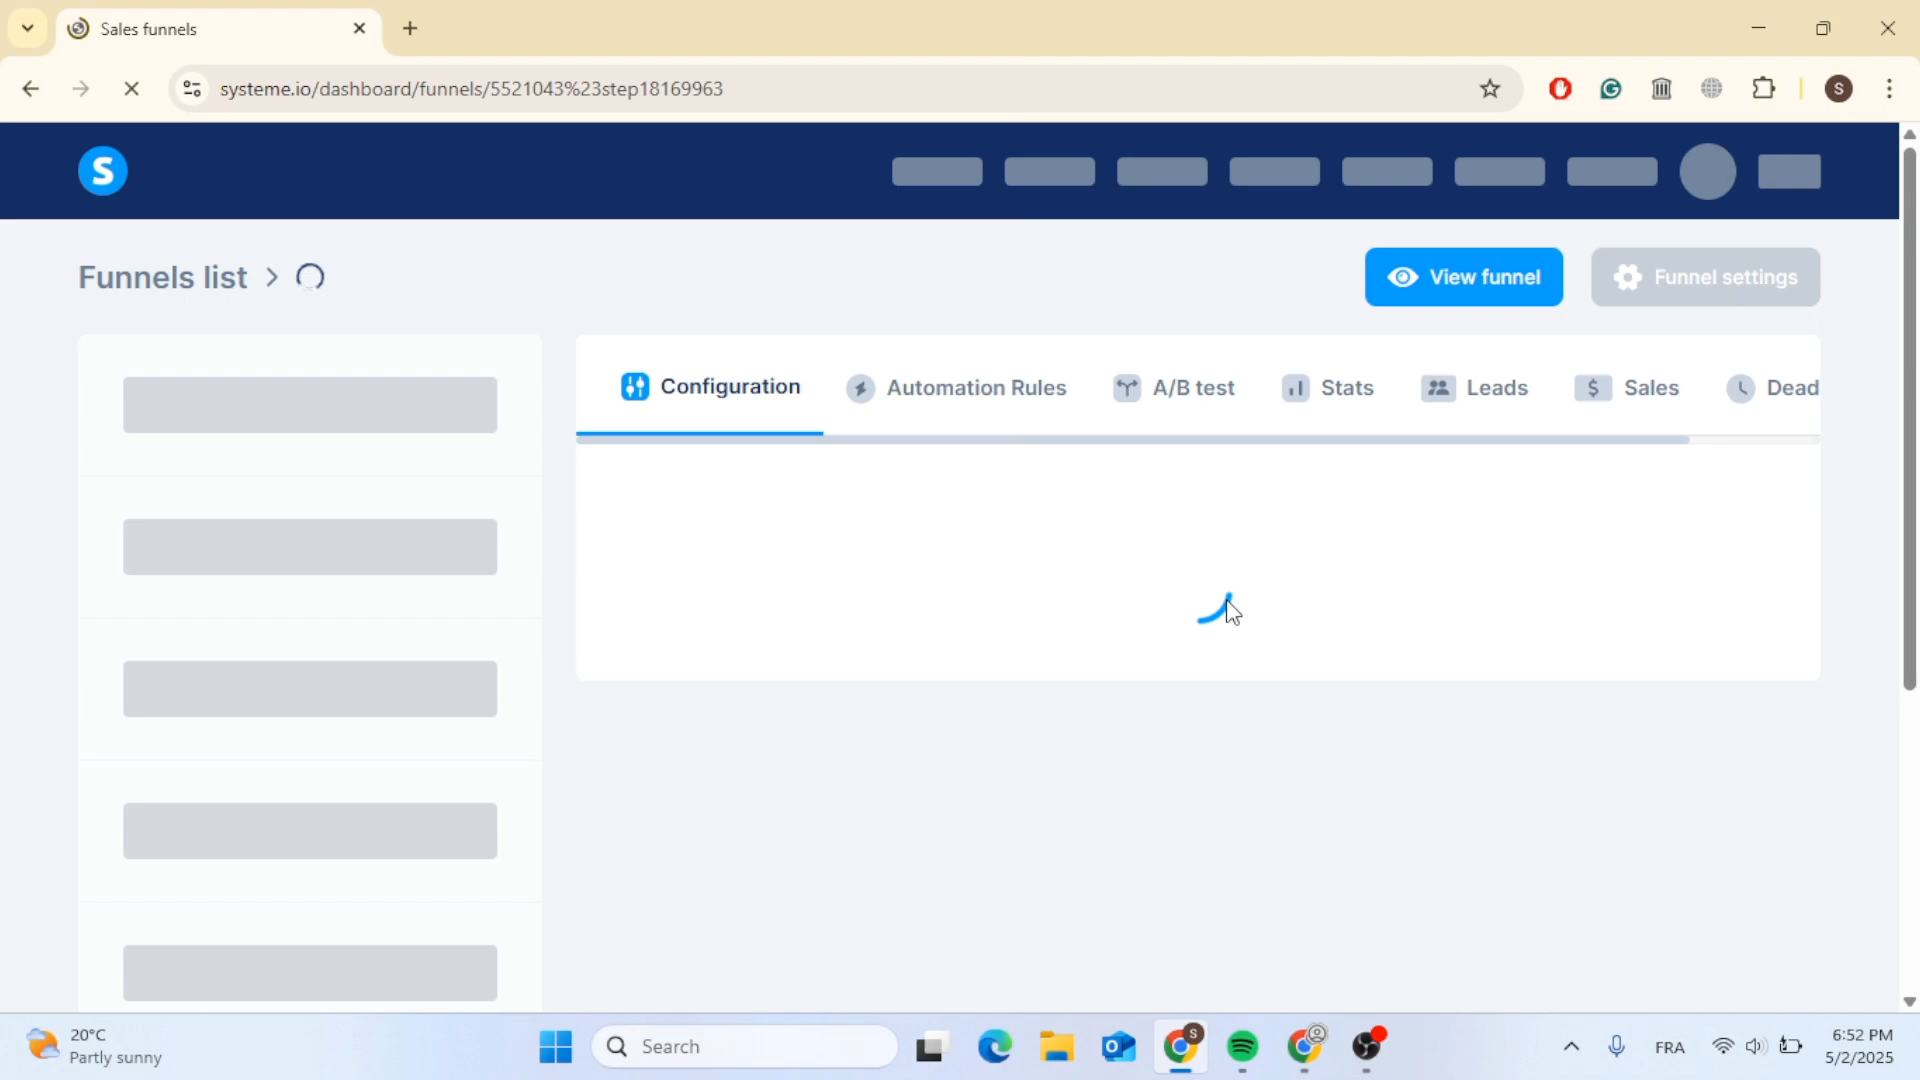 Sales funnels
systeme.io/dashboard/funnels/5521043%23step18169963
S
S
Funnels list >
View funnel
Funnel settings
Configuration
Automation Rules
A/B test
Stats
Leads
$ Sales
Dead
20°C
Partly sunny
Search
S
FRA
6:52 PM
5/2/2025